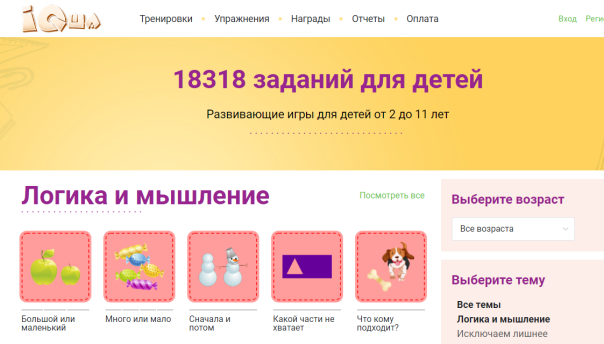 IQша
Тренировки Упражнения Награды Отчеты Оплата
Вход
18318 заданий для детей
Развивающие игры для детей от 2 до 11 лет
Логика и мышление
Посмотреть все
Большой или
маленький
Много или мало
Сначала и
потом
Какой части не
хватает
Что кому
подходит?
Выберите возраст
Все возраста
Выберите тему
Все темы
Логика и мышление
Исключаем лишнее